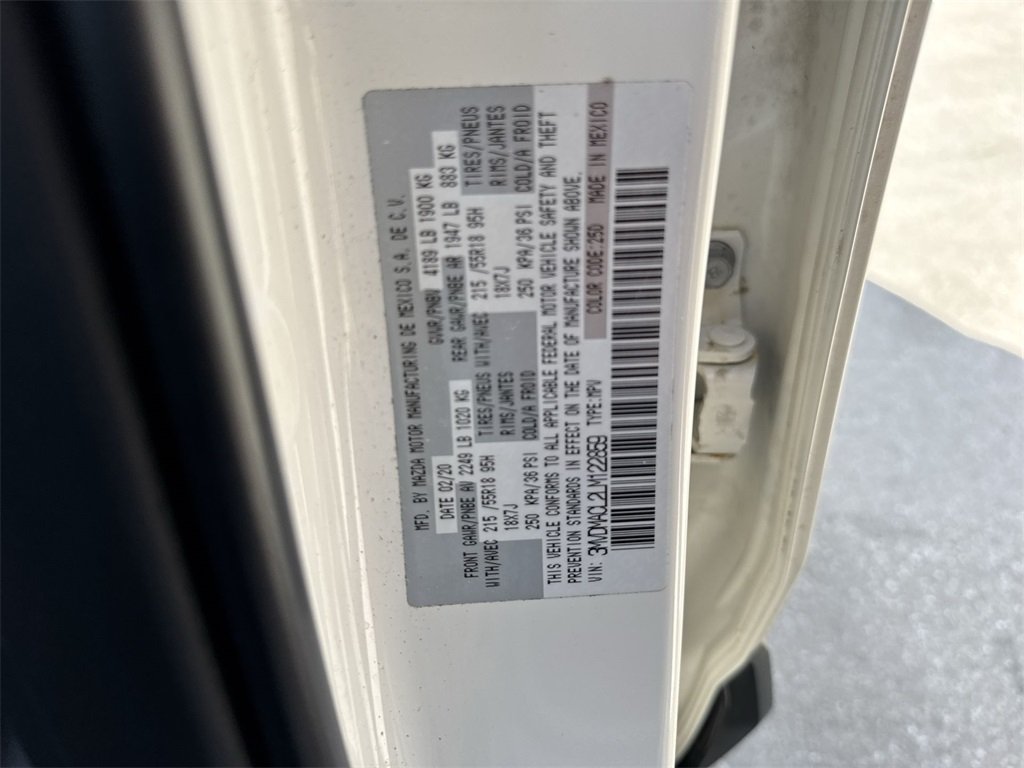 MFD. BY MAZDA MOTOR MANUFACTURING DE MEXICO S.A. DE C.V.
DATE 02/20 GVWR/PNBV 4189 LB 1900 KG
FRONT GAWR/PNBE AV 2249 LB 1020 KG REAR GAWR/PNBE AR 1947 LB 883 KG
WITH/AVEC 215 /55R18 95H TIRES/PNEUS WITH/AVEC 215 /55R18 95H TIRES/PNEUS
18X7J RIMS/JANTES 18X7J RIMS/JANTES
250 KPA/36 PSI COLD/A FROID 250 KPA/36 PSI COLD/A FROID
THIS VEHICLE CONFORMS TO ALL APPLICABLE FEDERAL MOTOR VEHICLE SAFETY AND THEFT
PREVENTION STANDARDS IN EFFECT ON THE DATE OF MANUFACTURE SHOWN ABOVE.
VIN: 3MVDMACL2LM122859 TYPE:MPV COLOR CODE:25D MADE IN MEXICO